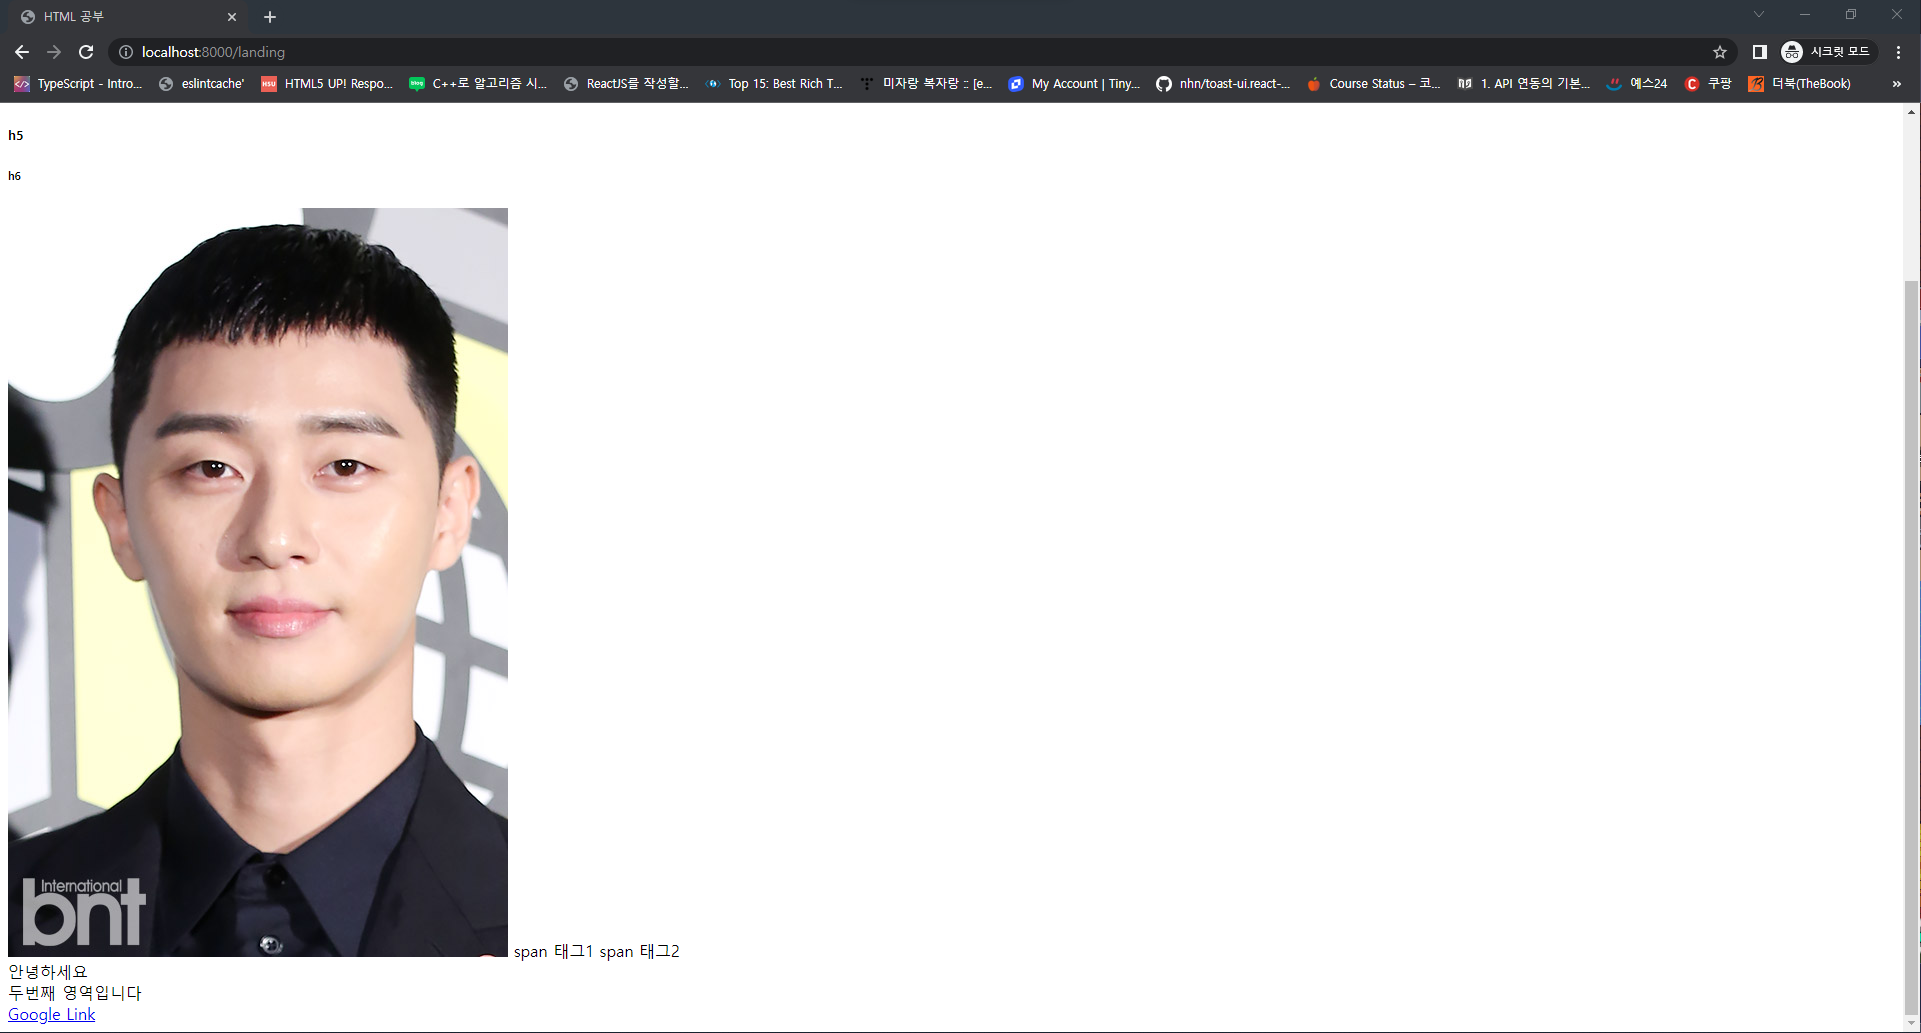 HTML 공부
localhost:8000/landing
시크릿 모드
TypeScript - Intro...
eslintcache'
HTML5 UP! Respo...
C++로 알고리즘 시...
ReactJS를 작성할...
Top 15: Best Rich T...
미자랑 복자랑 :: [e...
My Account | Tiny...
nhn/toast-ui.react-...
Course Status – 코...
1. API 연동의 기본...
예스24
쿠팡
더북(TheBook)
h5
h6
International
bnt
span 태그1 span 태그2
안녕하세요
두번째 영역입니다
Google Link